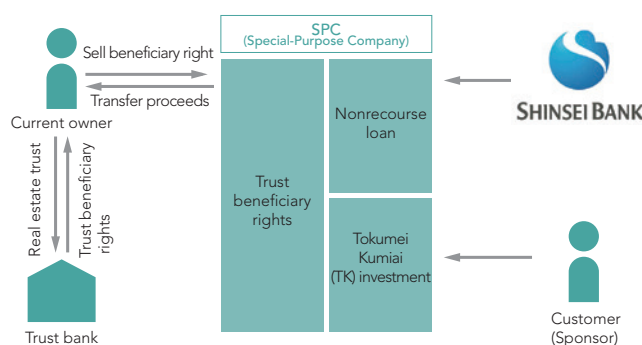 SPC
(Special-Purpose Company)
Sell beneficiary right
Transfer proceeds
Current owner
Real estate trust
Trust beneficiary
rights
Trust bank
Trust
beneficiary
rights
Nonrecourse
loan
Tokumei
Kumiai
(TK) investment
SHINSEI BANK
Customer
(Sponsor)